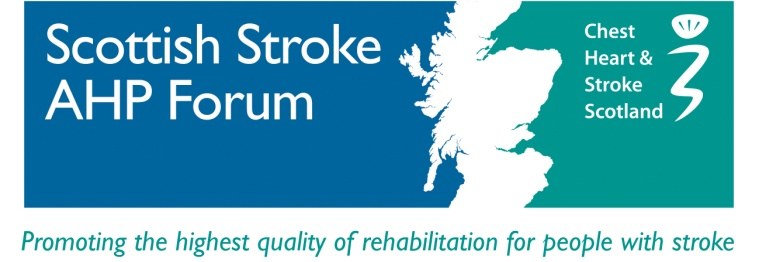 Scottish Stroke
AHP Forum
Chest
Heart &
Stroke
Scotland
Promoting the highest quality of rehabilitation for people with stroke